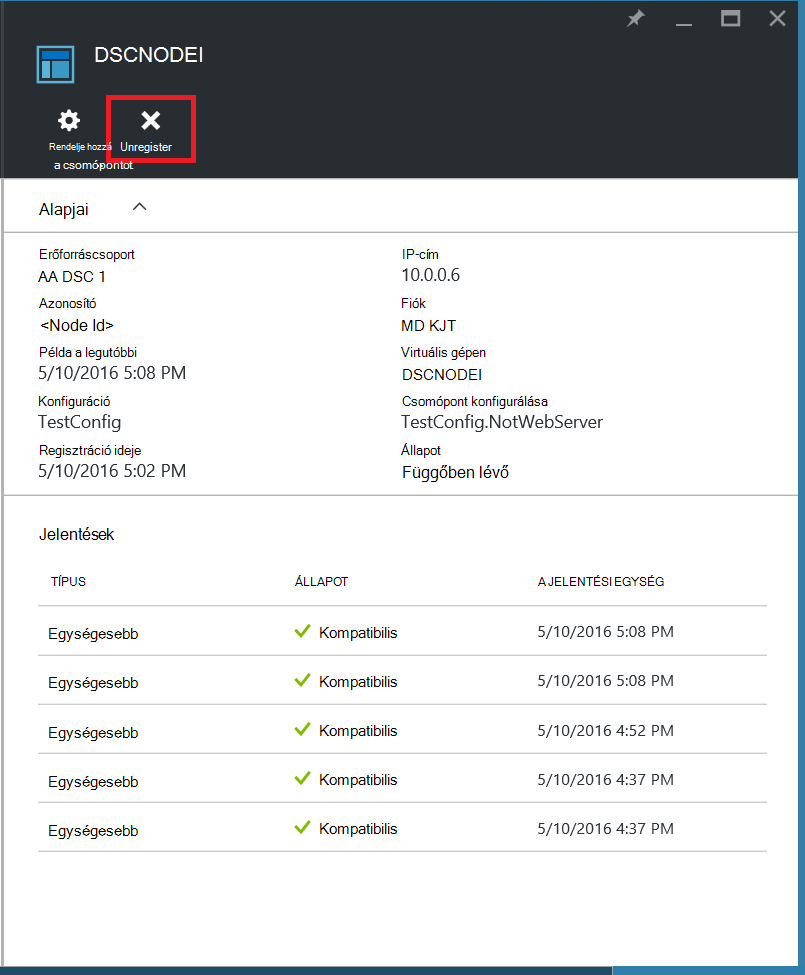 DSCNODEI
Rendelje hozzá
a csomópontot
Unregister
Alapjai
Erőforráscsoport
AA DSC 1
IP-cím
10.0.0.6
Azonosító
<Node Id>
Fiók
MD KJT
Példa a legutóbbi
5/10/2016 5:08 PM
Virtuális gépen
DSCNODEI
Konfiguráció
TestConfig
Csomópont konfigurálása
TestConfig.NotWebServer
Regisztráció ideje
5/10/2016 5:02 PM
Állapot
Függőben lévő
Jelentések
TÍPUS ÁLLAPOT A JELENTÉSI EGYSÉG
Egységesebb Kompatibilis 5/10/2016 5:08 PM
Egységesebb Kompatibilis 5/10/2016 5:08 PM
Egységesebb Kompatibilis 5/10/2016 4:52 PM
Egységesebb Kompatibilis 5/10/2016 4:37 PM
Egységesebb Kompatibilis 5/10/2016 4:37 PM